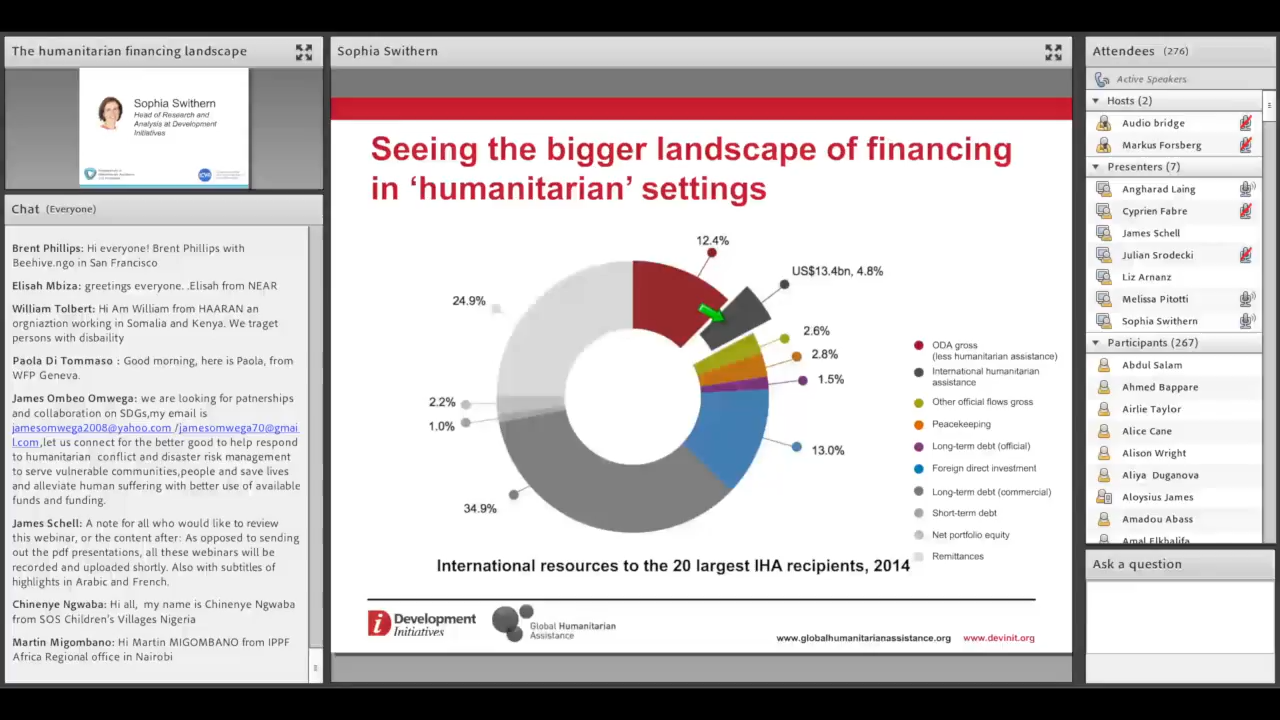 The humanitarian financing landscape
Sophia Swithern
Head of Research and
Analysis at Development
Initiatives
Chat (Everyone)
Brent Phillips: Hi everyone! Brent Phillips with
Beehive.ngo in San Francisco
Elisah Mbiza: greetings everyone. .Elisah from NEAR
William Tolbert: Hi Am William from HAARAN an
orgniaztion working in Somalia and Kenya. We traget
persons with disbaility
Paola Di Tommaso : Good morning, here is Paola, from
WFP Geneva.
James Ombeo Omwega: we are looking for patnerships
and collaboration on SDGs,my email is
jamesomwega2008@yahoo.com /jamesomwega70@gmai
l.com,let us connect for the better good to help respond
to humanitarian conflict and disaster risk management
to serve vulnerable communities,people and save lives
and alleviate human suffering with better use of available
funds and funding.
James Schell: A note for all who would like to review
this webinar, or the content after: As opposed to sending
out the pdf presentations, all these webinars will be
recorded and uploaded shortly. Also with subtitles of
highlights in Arabic and French.
Chinenye Ngwaba: Hi all, my name is Chinenye Ngwaba
from SOS Children's Villages Nigeria
Martin Migombano: Hi Martin MIGOMBANO from IPPF
Africa Regional office in Nairobi
Sophia Swithern
Seeing the bigger landscape of financing
in ‘humanitarian’ settings
12.4%
US$13.4bn, 4.8%
2.6%
2.8%
1.5%
13.0%
34.9%
1.0%
2.2%
24.9%
ODA gross
(less humanitarian assistance)
International humanitarian
assistance
Other official flows gross
Peacekeeping
Long-term debt (official)
Foreign direct investment
Long-term debt (commercial)
Short-term debt
Net portfolio equity
Remittances
International resources to the 20 largest IHA recipients, 2014
Development
Initiatives
Global Humanitarian
Assistance
www.globalhumanitarianassistance.org www.devinit.org
Attendees (276)
Active Speakers
Hosts (2)
Audio bridge
Markus Forsberg
Presenters (7)
Angharad Laing
Cyprien Fabre
James Schell
Julian Srodecki
Liz Arnanz
Melissa Pitotti
Sophia Swithern
Participants (267)
Abdul Salam
Ahmed Bappare
Airlie Taylor
Alice Cane
Alison Wright
Aliya Duganova
Aloysius James
Amadou Abass
Amal Elkhalifa
Ask a question